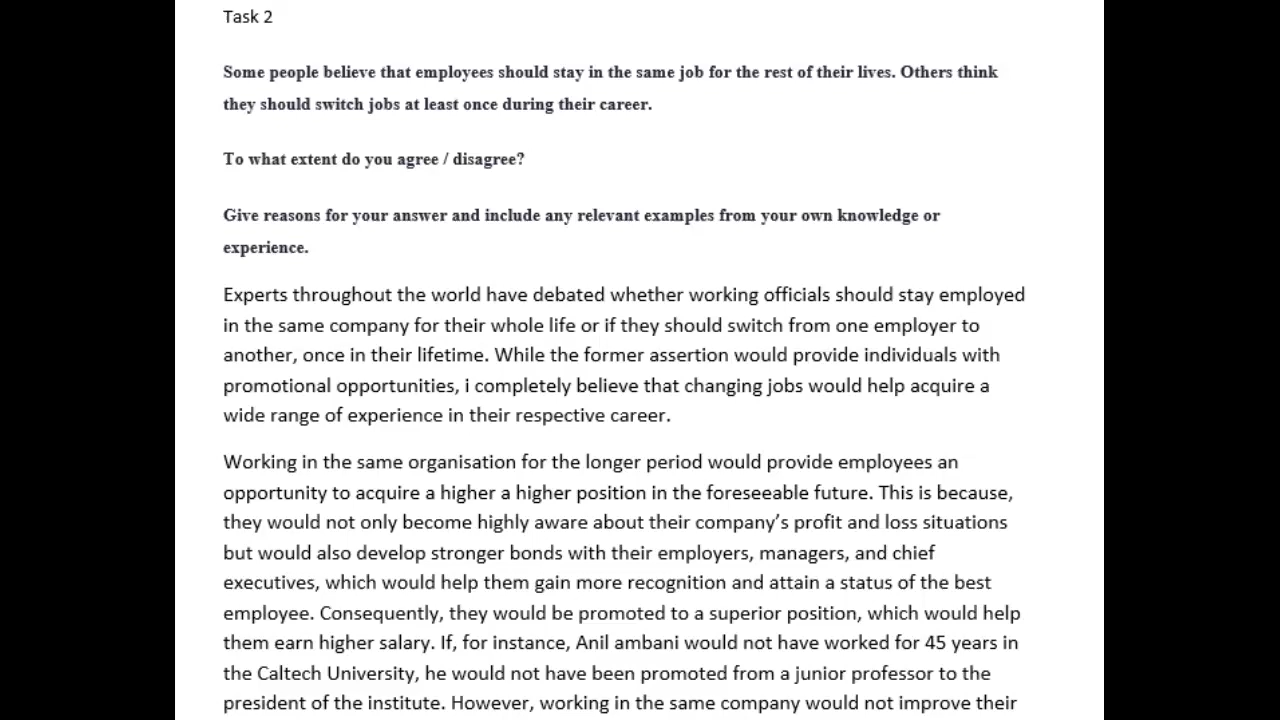 Task 2
Some people believe that employees should stay in the same job for the rest of their lives. Others think
they should switch jobs at least once during their career.
To what extent do you agree / disagree?
Give reasons for your answer and include any relevant examples from your own knowledge or
experience.
Experts throughout the world have debated whether working officials should stay employed
in the same company for their whole life or if they should switch from one employer to
another, once in their lifetime. While the former assertion would provide individuals with
promotional opportunities, i completely believe that changing jobs would help acquire a
wide range of experience in their respective career.
Working in the same organisation for the longer period would provide employees an
opportunity to acquire a higher a higher position in the foreseeable future. This is because,
they would not only become highly aware about their company’s profit and loss situations
but would also develop stronger bonds with their employers, managers, and chief
executives, which would help them gain more recognition and attain a status of the best
employee. Consequently, they would be promoted to a superior position, which would help
them earn higher salary. If, for instance, Anil ambani would not have worked for 45 years in
the Caltech University, he would not have been promoted from a junior professor to the
president of the institute. However, working in the same company would not improve their